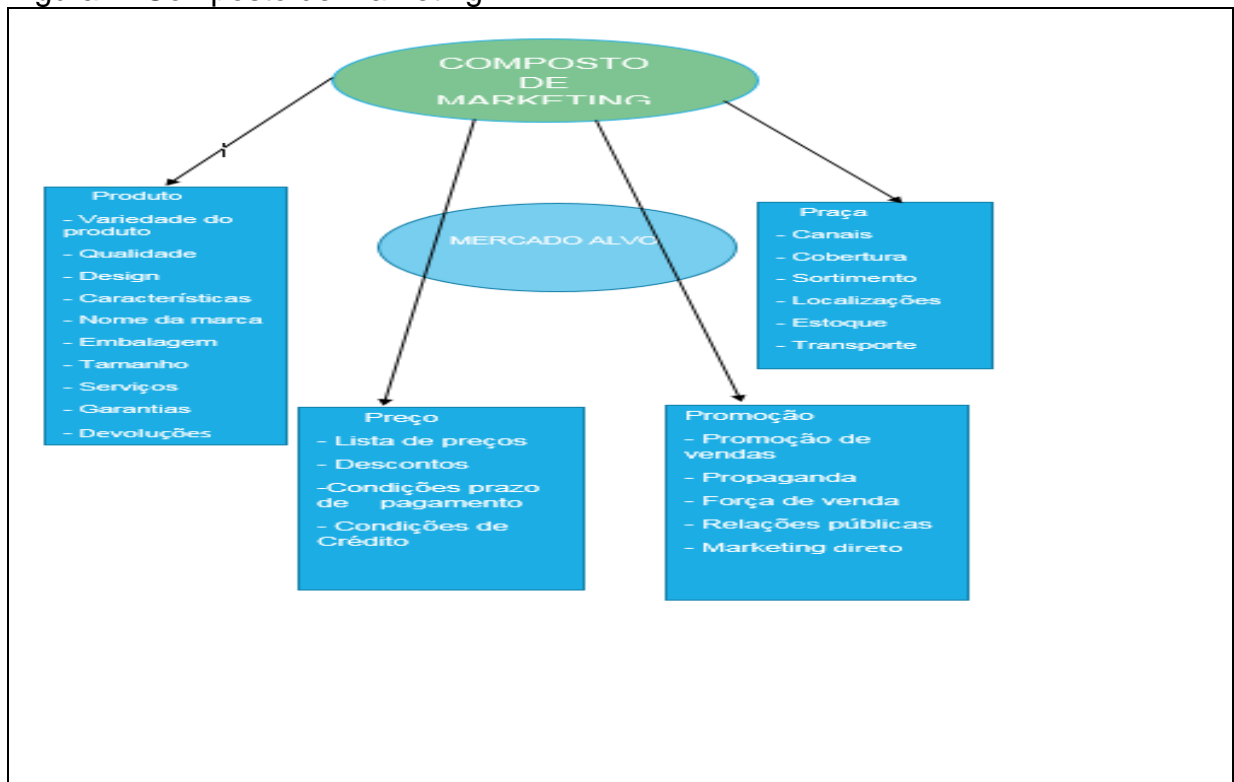 COMPOSTO
DE
MARKETING
Produto
- Variedade do
produto
- Qualidade
- Design
- Características
- Nome da marca
- Embalagem
- Tamanho
- Serviços
- Garantias
- Devoluções
MERCADO ALVO
Praça
- Canais
- Cobertura
- Sortimento
- Localizações
- Estoque
- Transporte
Preço
- Lista de preços
- Descontos
-Condições prazo
de pagamento
- Condições de
Crédito
Promoção
- Promoção de
vendas
- Propaganda
- Força de venda
- Relações públicas
- Marketing direto